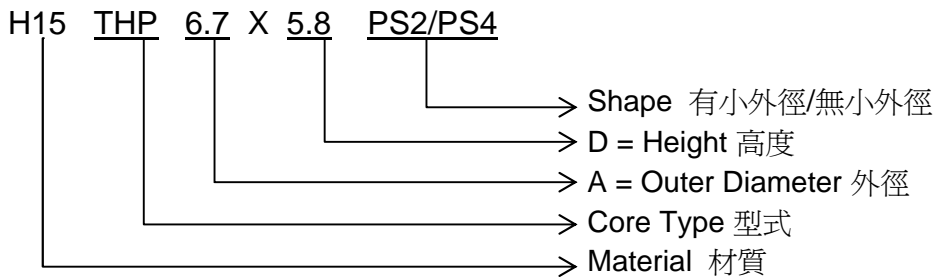 H15 THP 6.7 X 5.8 PS2/PS4
Shape 有小外徑/無小外徑
D = Height 高度
A = Outer Diameter 外徑
Core Type 型式
Material 材質